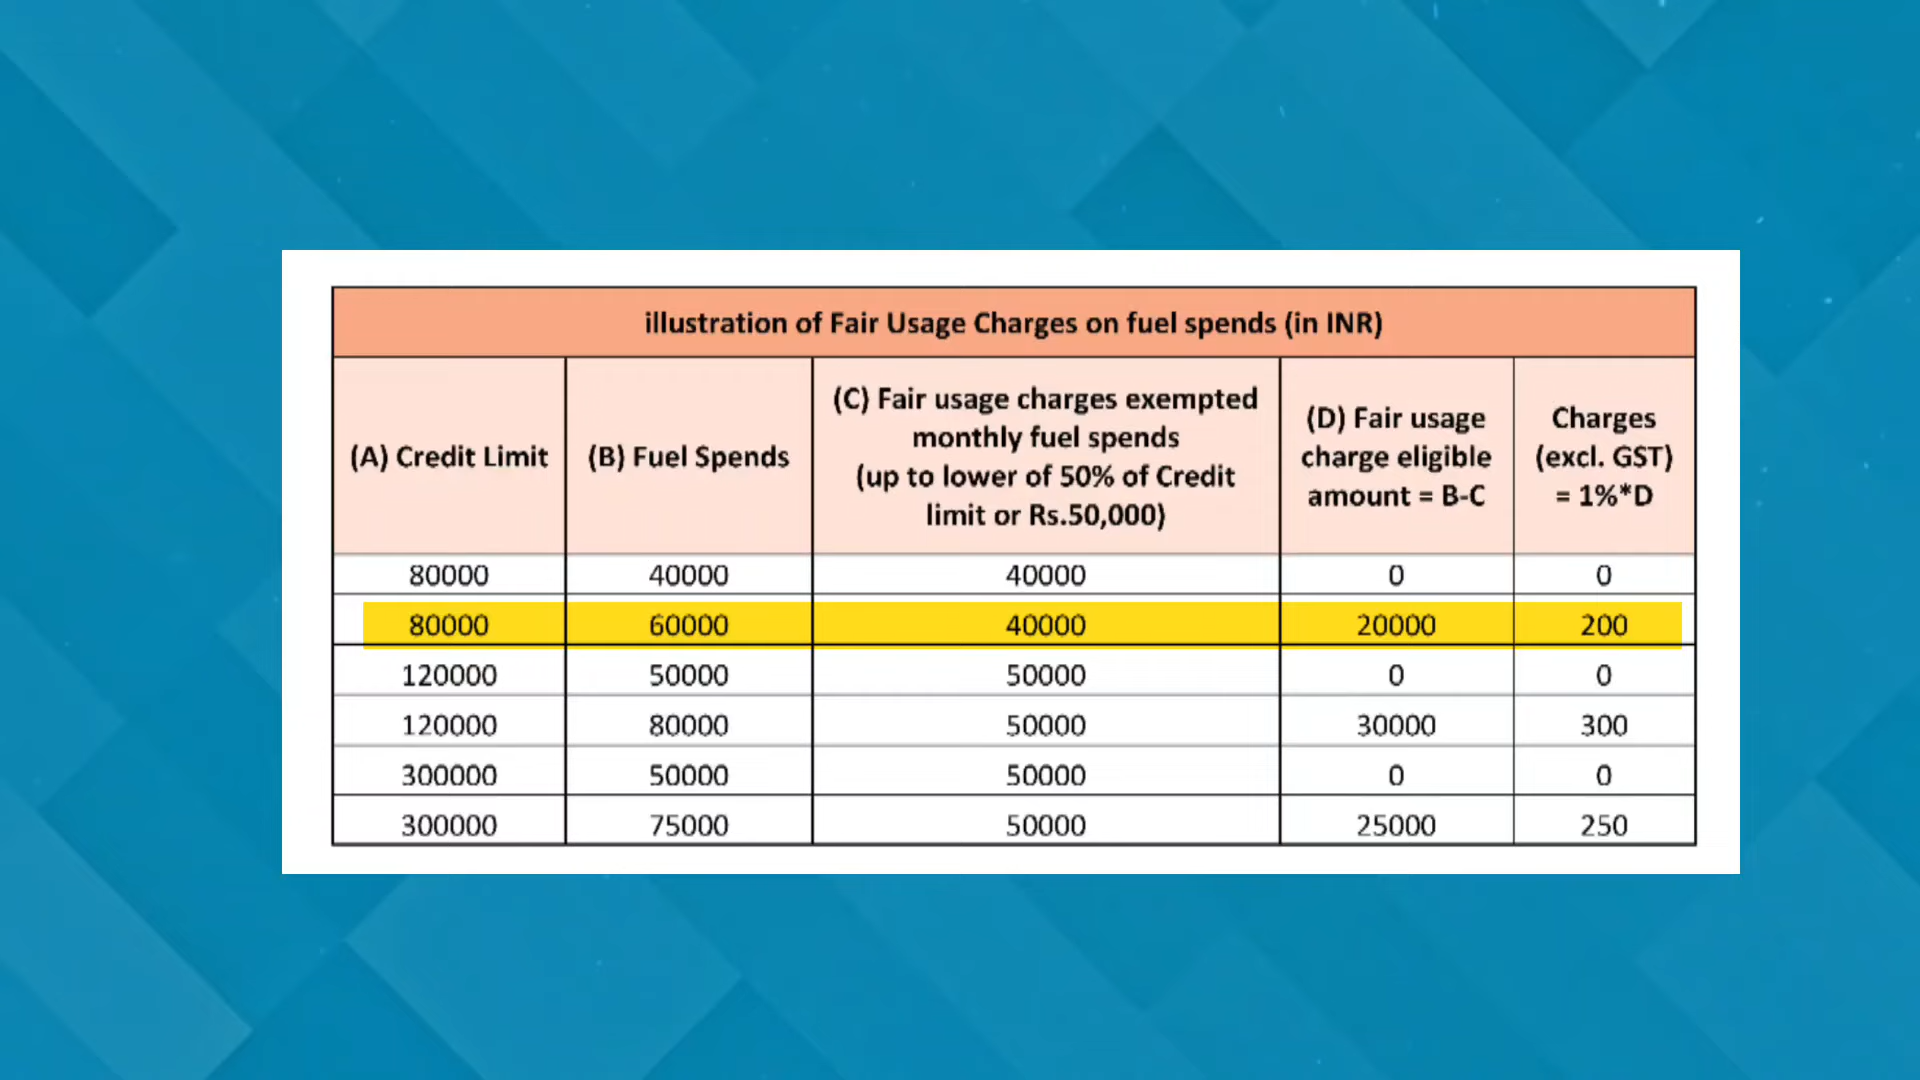 illustration of Fair Usage Charges on fuel spends (in INR)
(A) Credit Limit
(B) Fuel Spends
(C) Fair usage charges exempted
monthly fuel spends
(up to lower of 50% of Credit
limit or Rs.50,000)
(D) Fair usage
charge eligible
amount = B-C
Charges
(excl. GST)
= 1%*D
80000 40000 40000 0 0
80000 60000 40000 20000 200
120000 50000 50000 0 0
120000 80000 50000 30000 300
300000 50000 50000 0 0
300000 75000 50000 25000 250